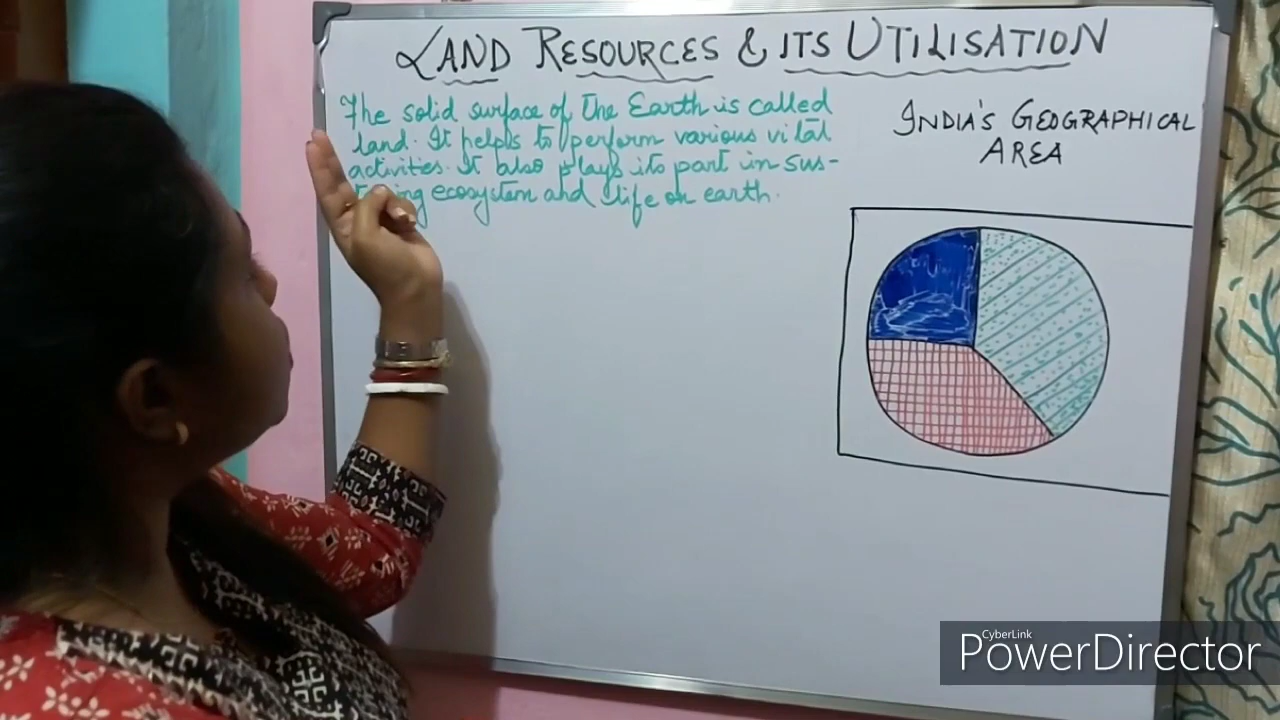 LAND RESOURCES & ITS UTILISATION
The solid surface of the Earth is called
land. It helps to perform various vital
activities. It also plays its part in sus-
ecosystem and life on earth.
INDIA'S GEOGRAPHICAL
AREA
CyberLink
PowerDirector